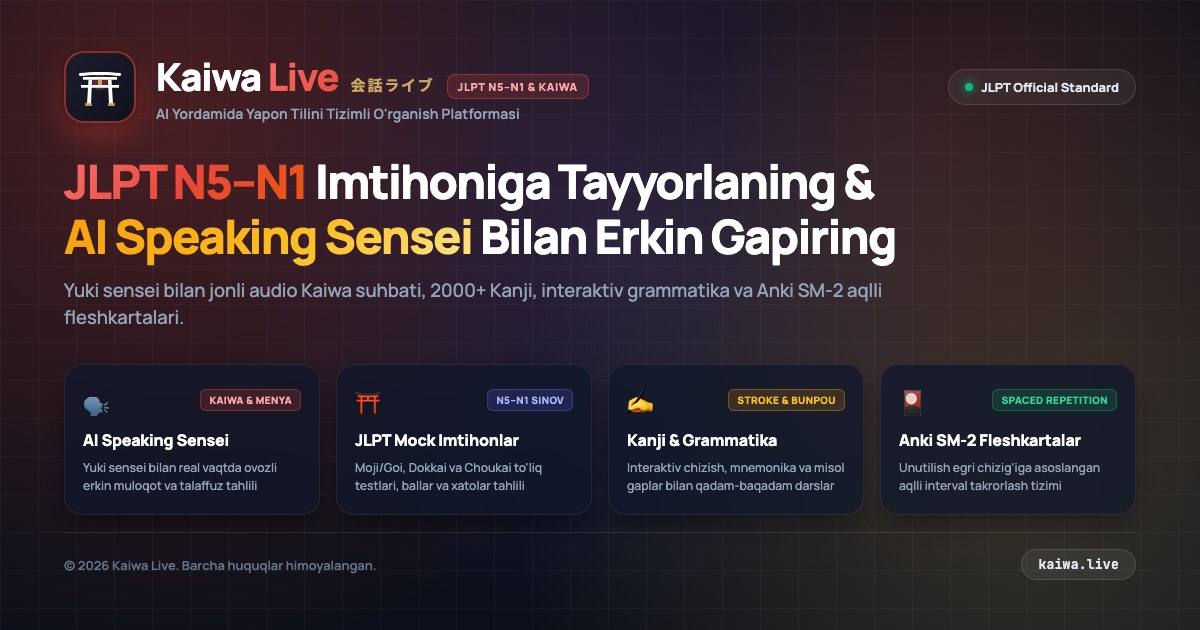 Kaiwa Live 会話ライブ JLPT N5–N1 & KAIWA
AI Yordamida Yapon Tilini Tizimli O'rganish Platformasi
JLPT Official Standard
JLPT N5–N1 Imtihoniga Tayyorlaning &
AI Speaking Sensei Bilan Erkin Gapiring
Yuki sensei bilan jonli audio Kaiwa suhbati, 2000+ Kanji, interaktiv grammatika va Anki SM-2 aqlli
fleshkartalari.
KAIWA & MENYA
AI Speaking Sensei
Yuki sensei bilan real vaqtda ovozli
erkin muloqot va talaffuz tahlili
N5–N1 SINOV
JLPT Mock Imtihonlar
Moji/Goi, Dokkai va Choukai to'liq
testlari, ballar va xatolar tahlili
STROKE & BUNPOU
Kanji & Grammatika
Interaktiv chizish, mnemonika va misol
gaplar bilan qadam-baqadam darslar
SPACED REPETITION
Anki SM-2 Fleshkartalar
Unutilish egri chizig'iga asoslangan
aqlli interval takrorlash tizimi
© 2026 Kaiwa Live. Barcha huquqlar himoyalangan.
kaiwa.live